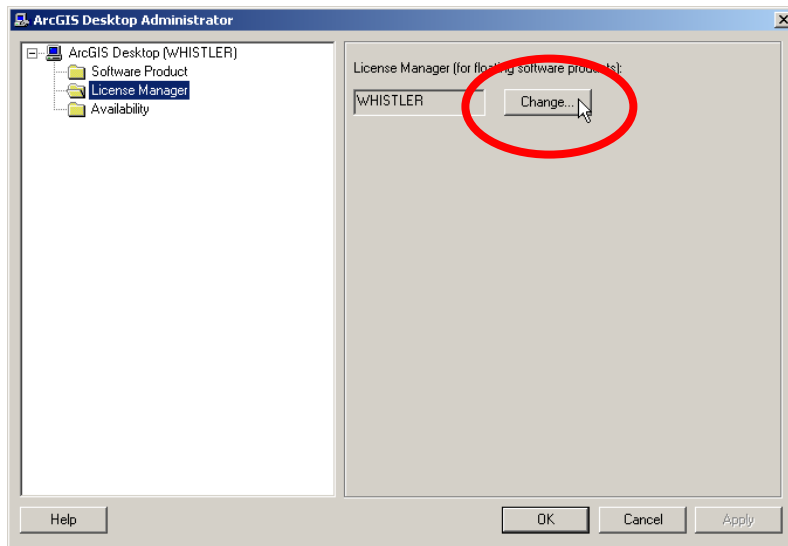 ArcGIS Desktop Administrator
ArcGIS Desktop (WHISTLER)
Software Product
License Manager
Availability
License Manager (for floating software products):
WHISTLER
Change...
Help
OK
Cancel
Apply